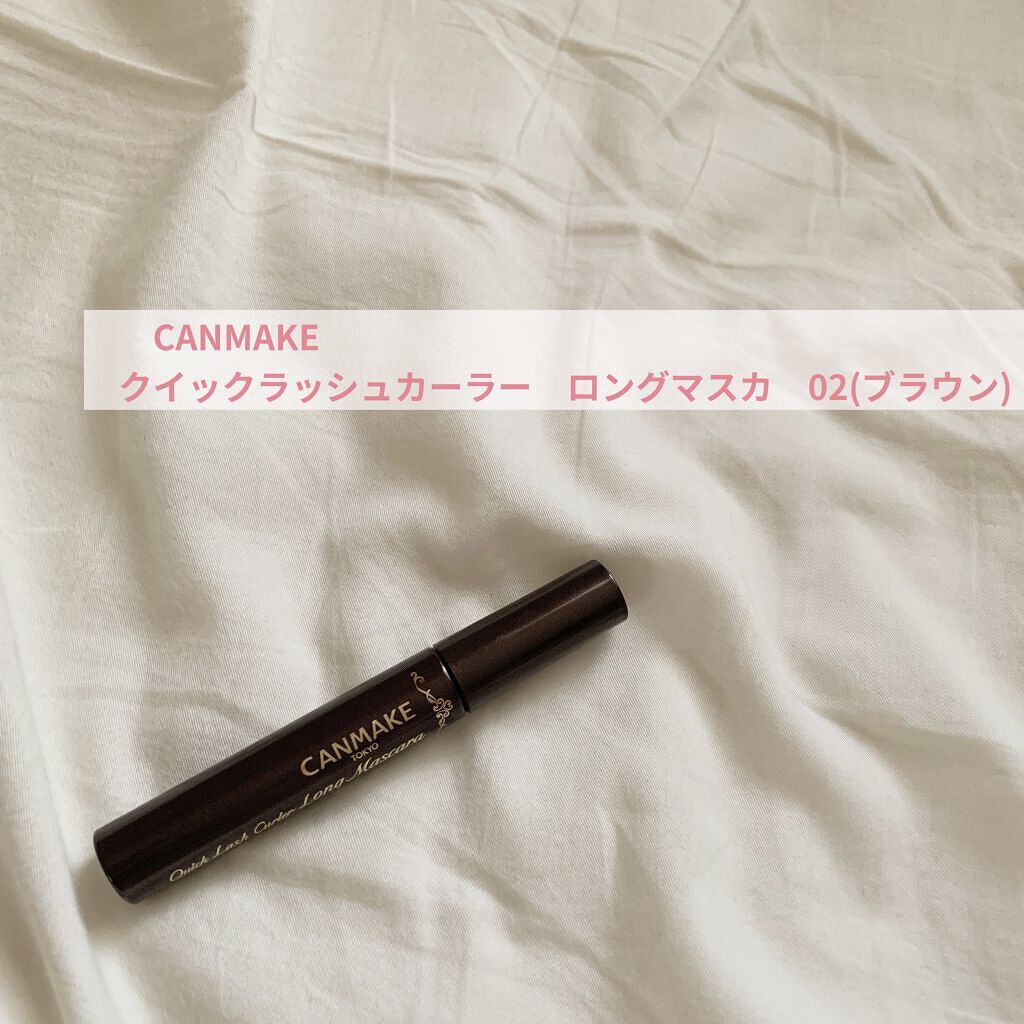 CANMAKE
クイックラッシュカーラー　ロングマスカ　02(ブラウン)
CANMAKE
TOKYO
Quick Lash Curler Long Mascara